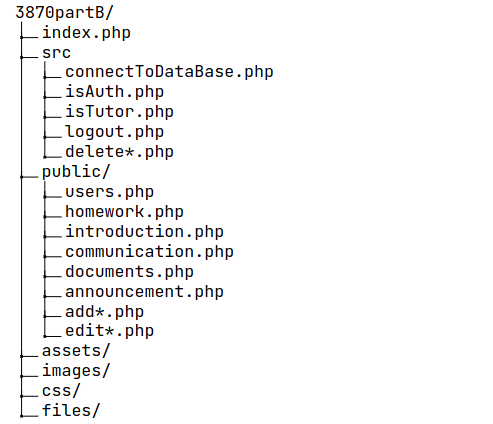 3870partB/
index.php
src
connectToDataBase.php
isAuth.php
isTutor.php
logout.php
delete*.php
public/
users.php
homework.php
introduction.php
communication.php
documents.php
announcement.php
add*.php
edit*.php
assets/
images/
css/
files/